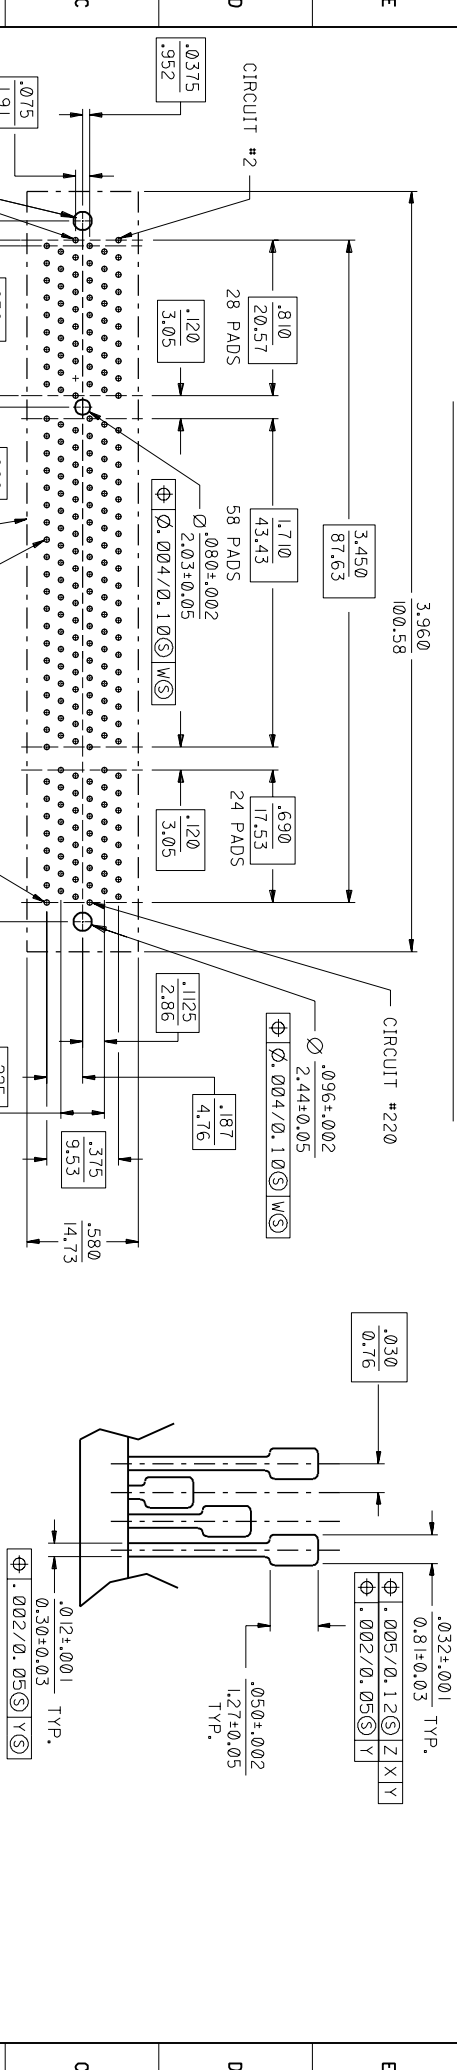 E
D
C
.0375
.952
.075
1.91
CIRCUIT #2
.810
20.57
28 PADS
.120
3.05
1.710
43.43
58 PADS
3.450
87.63
3.960
100.58
Ø .080±.002
2.03±0.05
⌖ Ø.004/0.10Ⓢ WⓈ
.690
17.53
24 PADS
.120
3.05
.1125
2.86
.187
4.76
CIRCUIT #220
Ø .096±.002
2.44±0.05
⌖ Ø.004/0.10Ⓢ WⓈ
.375
9.53
.580
14.73
.030
0.76
.032±.001
0.81±0.03 TYP.
⌖ .005/0.12Ⓢ Z X Y
⌖ .002/0.05Ⓢ Y
.050±.002
1.27±0.05
TYP.
.012±.001
0.30±0.03 TYP.
⌖ .002/0.05Ⓢ YⓈ
E
D
C